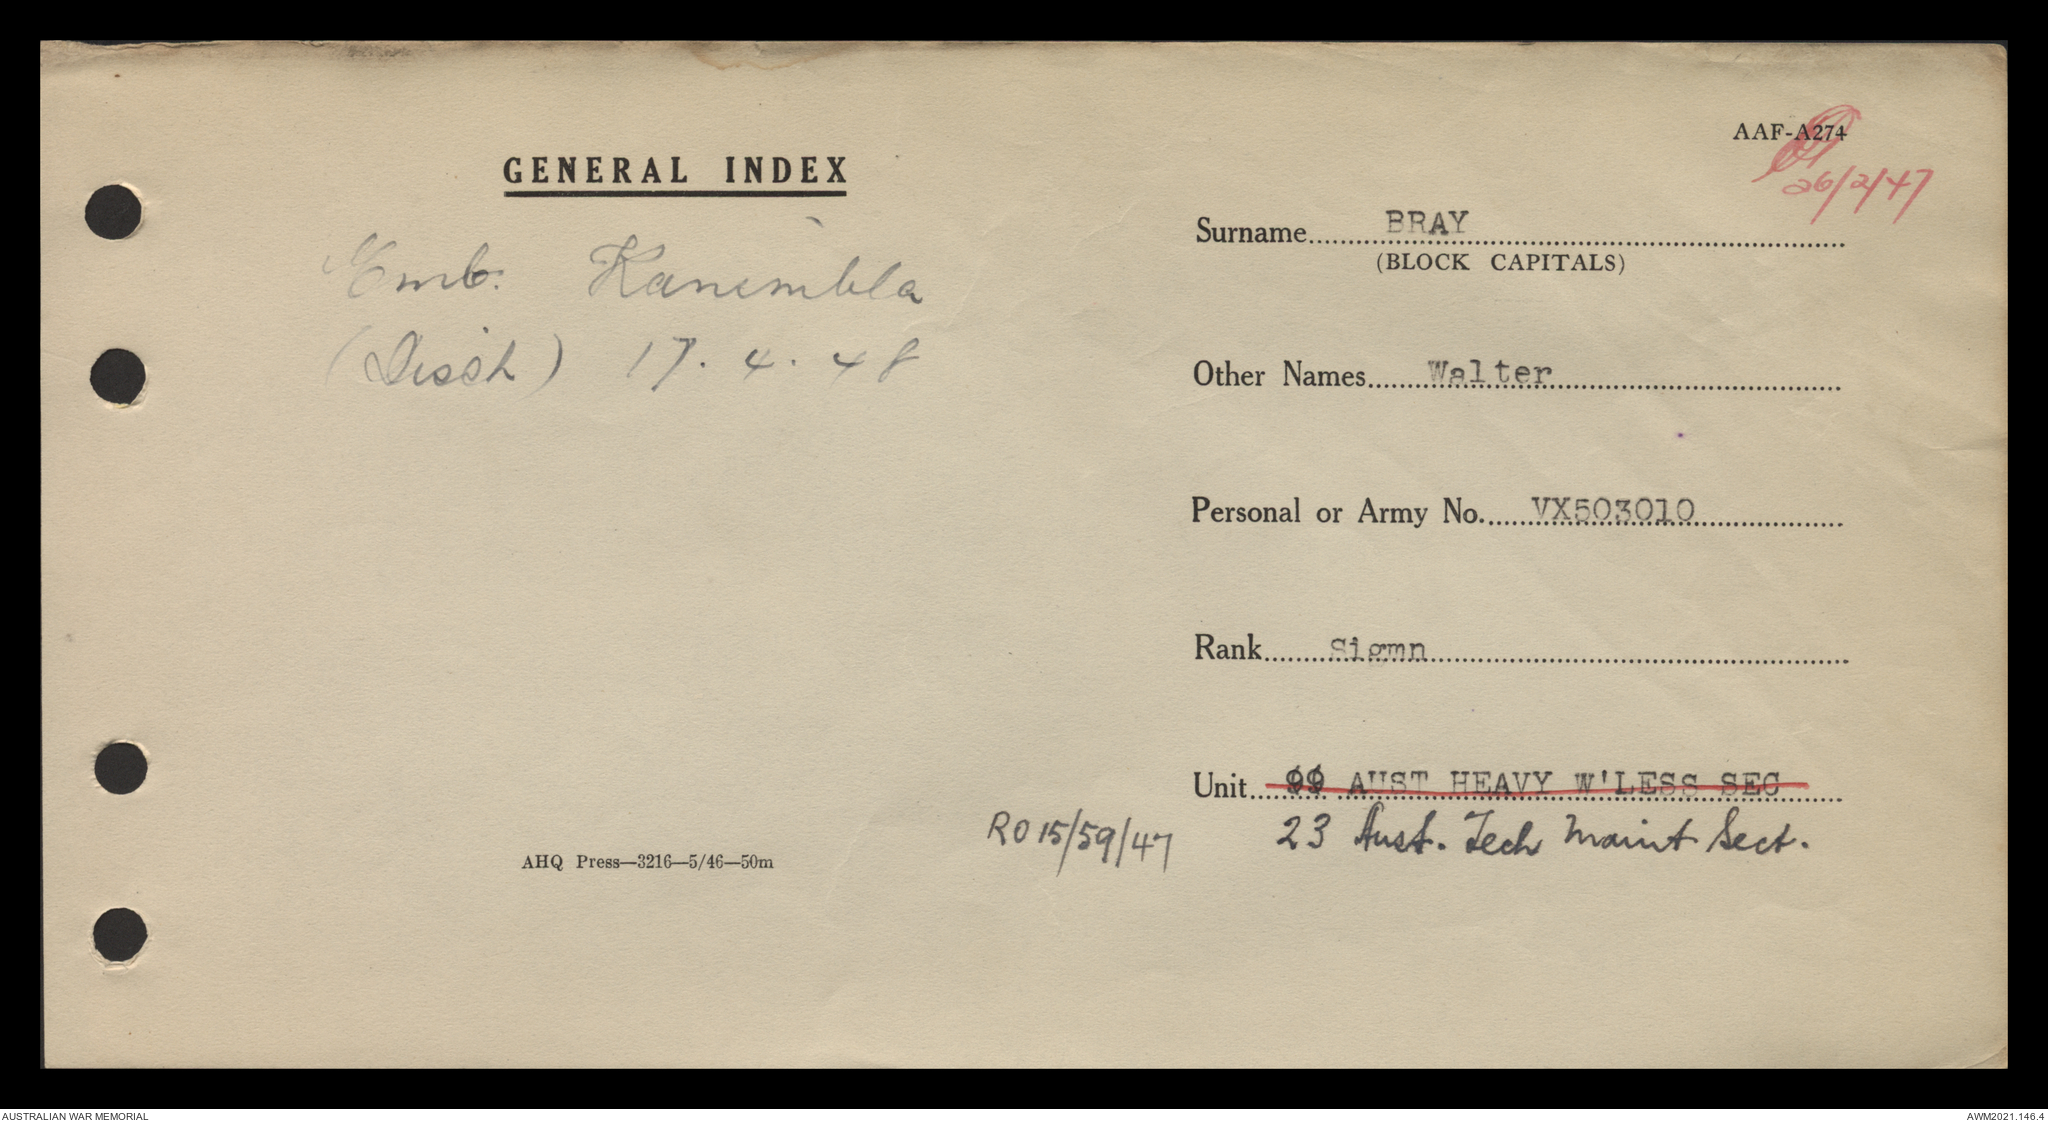 AAF-A274
26/2/47
GENERAL INDEX
Emb. Kanimbla
(Disch) 17.4.48
Surname BRAY
(BLOCK CAPITALS)
Other Names Walter
Personal or Army No. VX503010
Rank Sigmn
Unit AUST HEAVY W'LESS SEC
RO 15/59/47 23 Aust. Tech Maint Sect.
AHQ Press—3216—5/46—50m
AUSTRALIAN WAR MEMORIAL
AWM2021.146.4